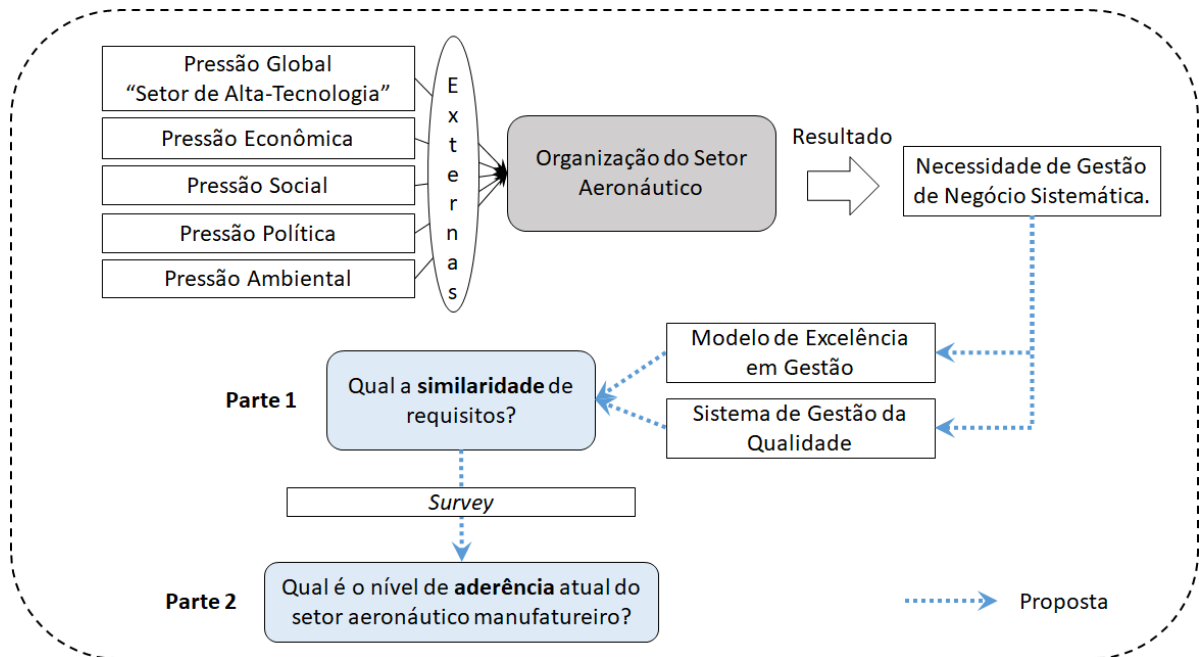 Pressão Global
“Setor de Alta-Tecnologia”
Pressão Econômica
Pressão Social
Pressão Política
Pressão Ambiental
Externas
Organização do Setor
Aeronáutico
Resultado
Necessidade de Gestão
de Negócio Sistemática.
Modelo de Excelência
em Gestão
Sistema de Gestão da
Qualidade
Parte 1
Qual a similaridade de
requisitos?
Survey
Parte 2
Qual é o nível de aderência atual do
setor aeronáutico manufatureiro?
Proposta